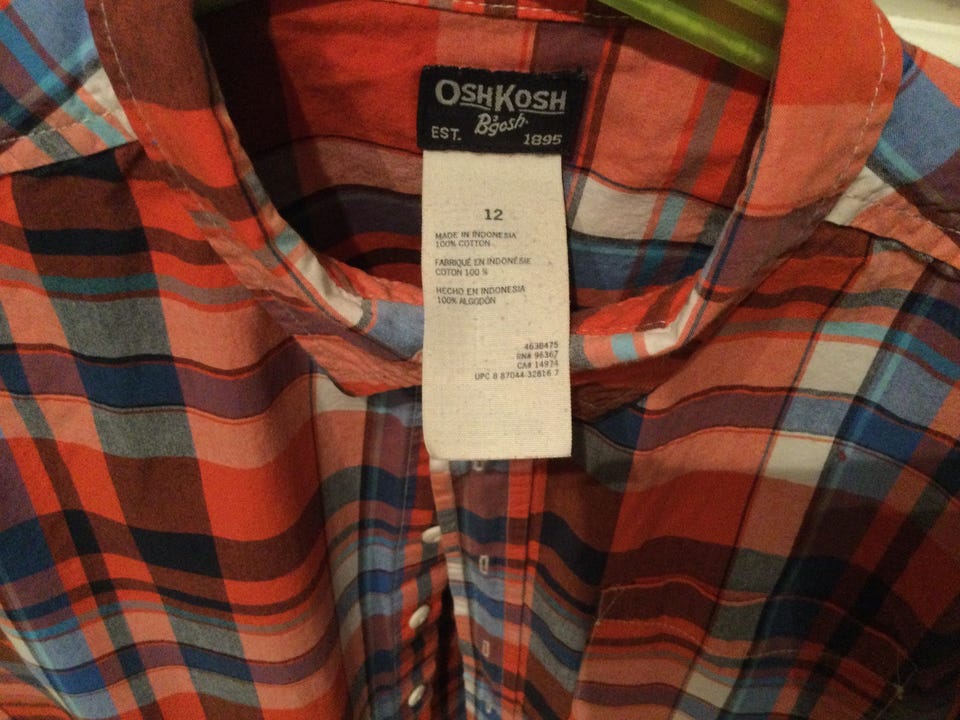 OSHKOSH
B'gosh.
EST. 1895
12
MADE IN INDONESIA
100% COTTON
FABRIQUÉ EN INDONÉSIE
COTON 100 %
HECHO EN INDONESIA
100% ALGODÓN
4638475
RN# 96367
CA# 14974
UPC 8 87044-32816 7